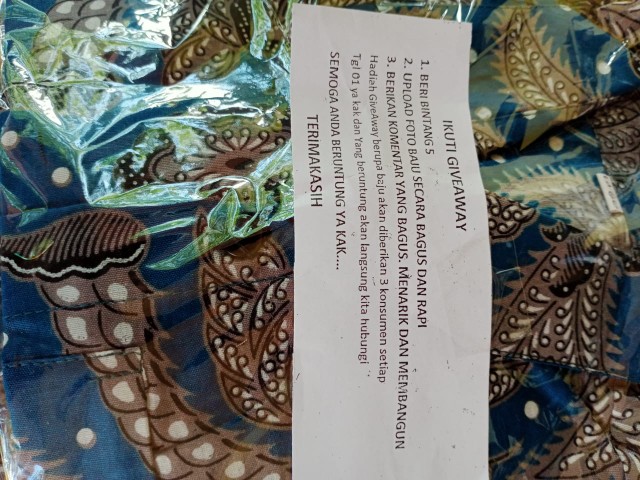 IKUTI GIVEAWAY
1. BERI BINTANG 5
2. UPLOAD FOTO BAJU SECARA BAGUS DAN RAPI
3. BERIKAN KOMENTAR YANG BAGUS. MENARIK DAN MEMBANGUN
Hadiah GiveAway berupa baju akan diberikan 3 konsumen setiap
Tgl 01 ya kak dan Yang beruntung akan langsung kita hubungi
SEMOGA ANDA BERUNTUNG YA KAK...
TERIMAKASIH